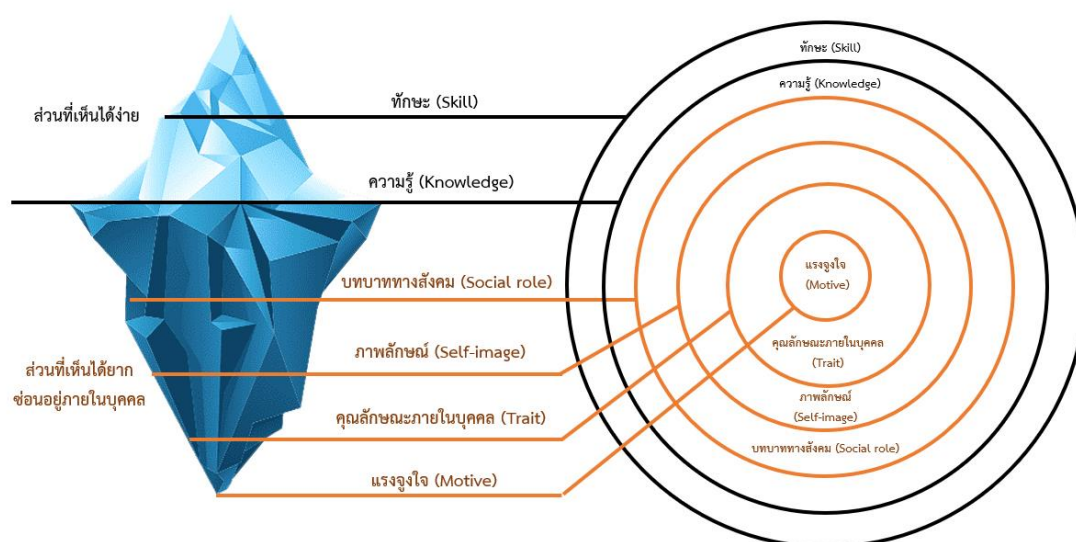 ส่วนที่เห็นได้ง่าย
ทักษะ (Skill)
ความรู้ (Knowledge)
บทบาททางสังคม (Social role)
ภาพลักษณ์ (Self-image)
ส่วนที่เห็นได้ยาก
ซ่อนอยู่ภายในบุคคล
คุณลักษณะภายในบุคคล (Trait)
แรงจูงใจ (Motive)
ทักษะ (Skill)
ความรู้ (Knowledge)
แรงจูงใจ
(Motive)
คุณลักษณะภายในบุคคล
(Trait)
ภาพลักษณ์
(Self-image)
บทบาททางสังคม (Social role)